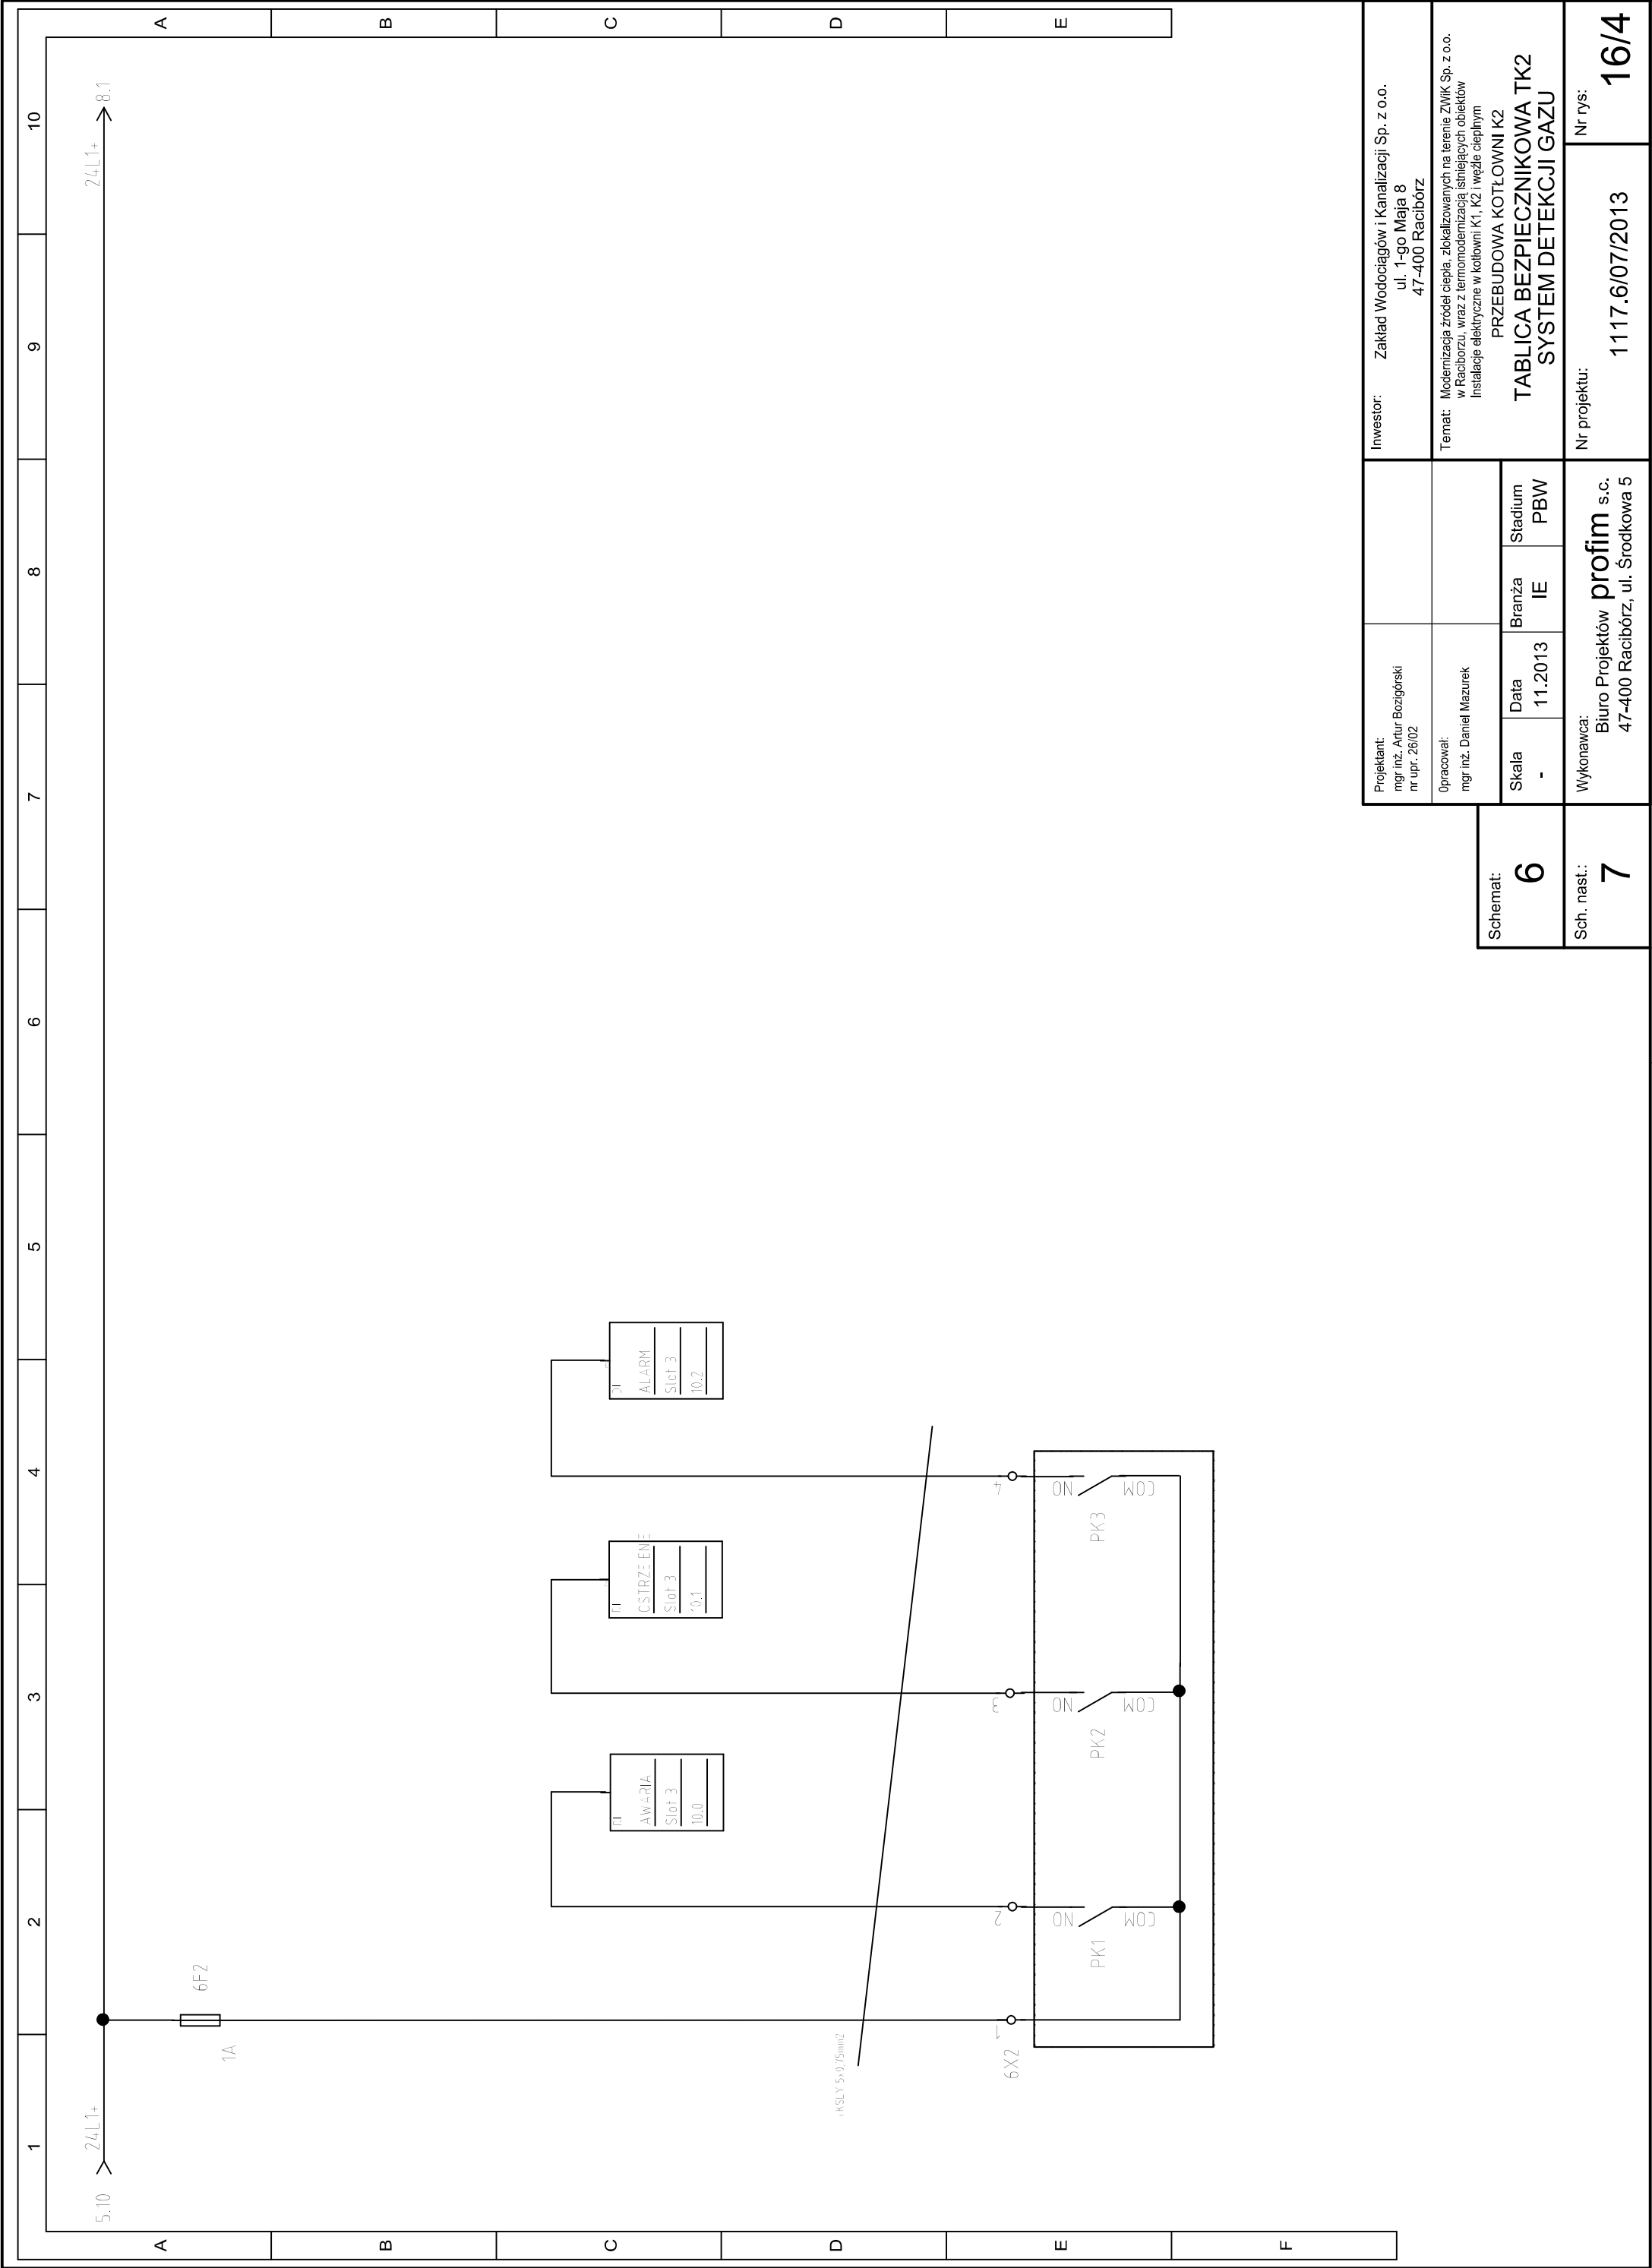 1 2 3 4 5 6 7 8 9 10
A
B
C
D
E
F
A
B
C
D
E
5.10
24L1+
24L1+
8.1
6F2
1A
AWARIA
Slot 3
Slot 3
ALARM
Slot 3
5x0,75mm2
6X2
1
2
3
4
NO
COM
PK1
NO
COM
PK2
NO
COM
PK3
Schemat:
6
Sch. nast.:
7
Projektant:
mgr inż. Artur Bozigórski
nr upr. 26/02
Opracował:
mgr inż. Daniel Mazurek
Skala
-
Data
11.2013
Branża
IE
Stadium
PBW
Wykonawca:
Biuro Projektów profim s.c.
47-400 Racibórz, ul. Środkowa 5
Inwestor: Zakład Wodociągów i Kanalizacji Sp. z o.o.
ul. 1-go Maja 8
47-400 Racibórz
Temat: Modernizacja źródeł ciepła, zlokalizowanych na terenie ZWiK Sp. z o.o.
w Raciborzu, wraz z termomodernizacją istniejących obiektów
Instalacje elektryczne w kotłowni K1, K2 i węźle cieplnym
PRZEBUDOWA KOTŁOWNI K2
TABLICA BEZPIECZNIKOWA TK2
SYSTEM DETEKCJI GAZU
Nr projektu:
1117.6/07/2013
Nr rys:
16/4